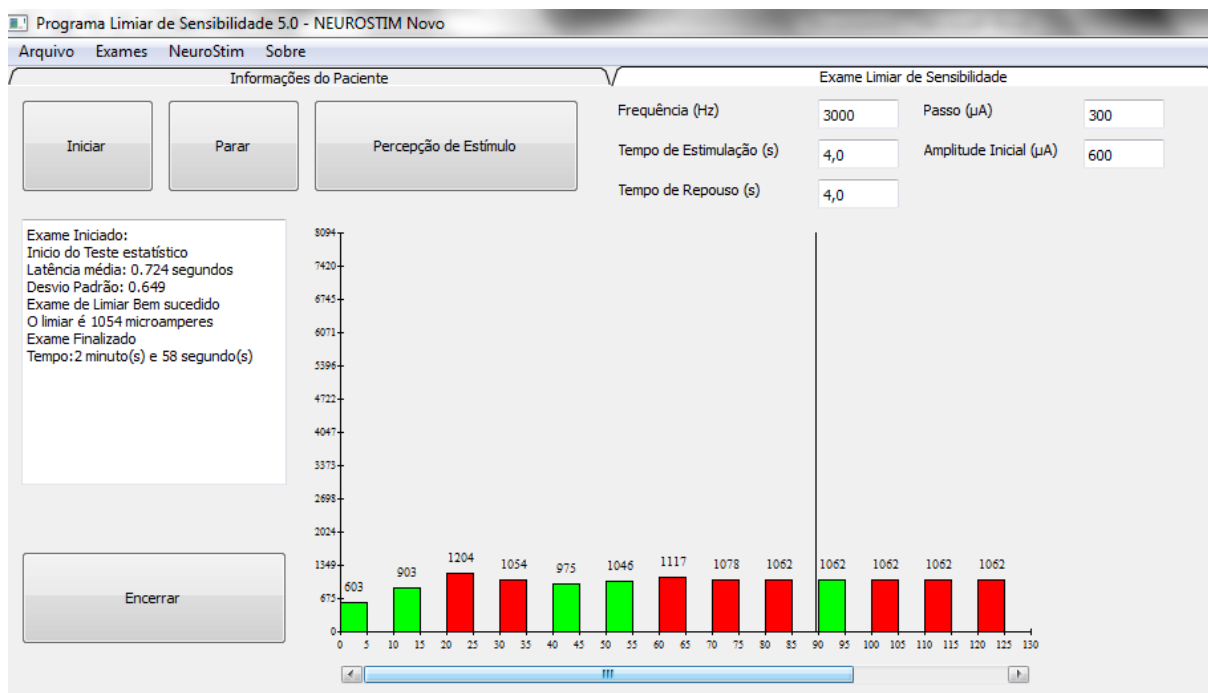 Programa Limiar de Sensibilidade 5.0 - NEUROSTIM Novo
Arquivo Exames NeuroStim Sobre
Informações do Paciente
Exame Limiar de Sensibilidade
Iniciar
Parar
Percepção de Estímulo
Frequência (Hz) 3000 Passo (µA) 300
Tempo de Estimulação (s) 4,0 Amplitude Inicial (µA) 600
Tempo de Repouso (s) 4,0
Exame Iniciado:
Inicio do Teste estatístico
Latência média: 0.724 segundos
Desvio Padrão: 0.649
Exame de Limiar Bem sucedido
O limiar é 1054 microamperes
Exame Finalizado
Tempo:2 minuto(s) e 58 segundo(s)
Encerrar
8094
7420
6745
6071
5396
4722
4047
3373
2698
2024
1349
675
0
603 903 1204 1054 975 1046 1117 1078 1062 1062 1062 1062 1062
0 5 10 15 20 25 30 35 40 45 50 55 60 65 70 75 80 85 90 95 100 105 110 115 120 125 130